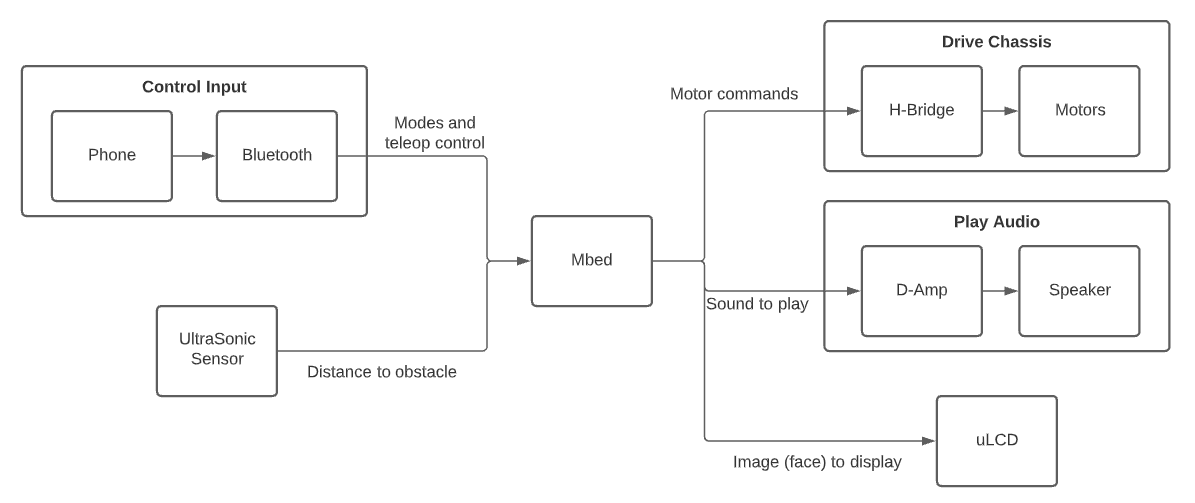 Control Input
Phone
Bluetooth
Modes and
teleop control
UltraSonic
Sensor
Distance to obstacle
Mbed
Motor commands
Drive Chassis
H-Bridge
Motors
Sound to play
Play Audio
D-Amp
Speaker
Image (face) to display
uLCD